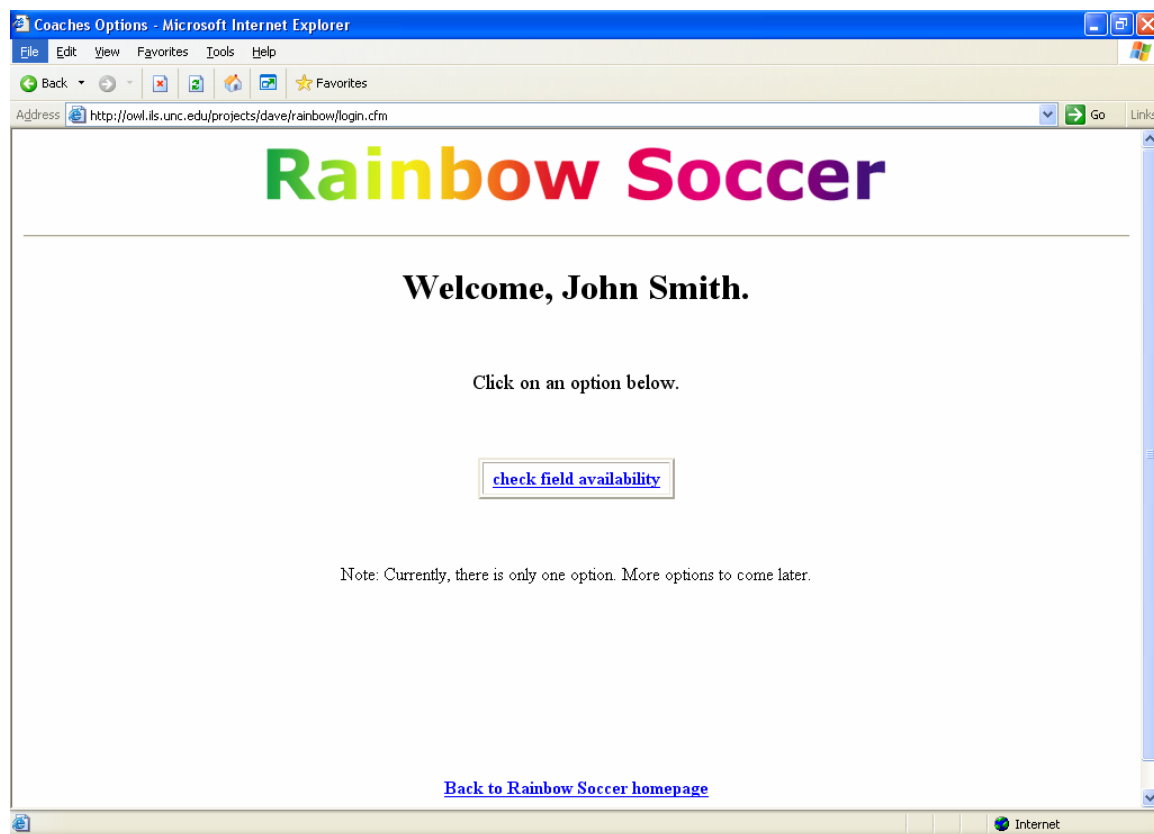 Coaches Options - Microsoft Internet Explorer
File Edit View Favorites Tools Help
Back Favorites
Address http://owl.ils.unc.edu/projects/dave/rainbow/login.cfm Go Links
Rainbow Soccer
Welcome, John Smith.
Click on an option below.
check field availability
Note: Currently, there is only one option. More options to come later.
Back to Rainbow Soccer homepage
Internet